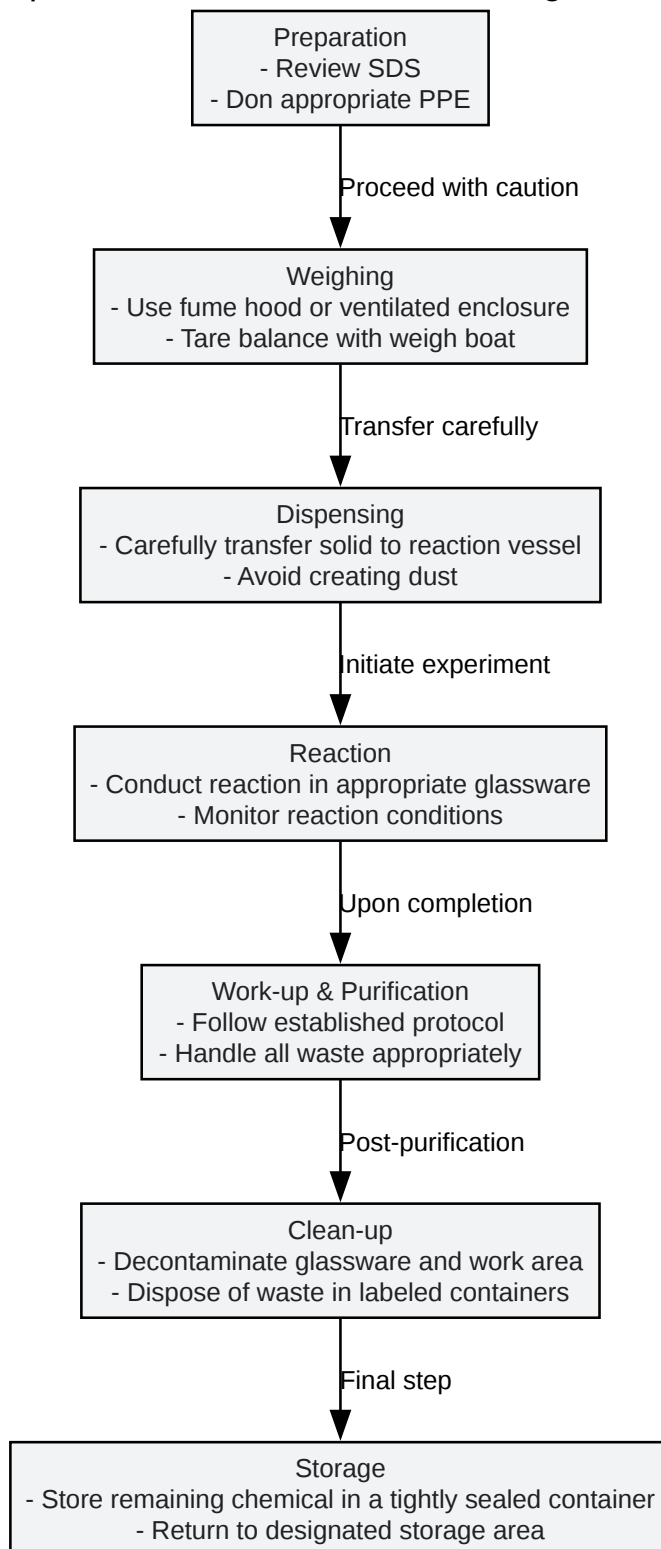 Preparation
- Review SDS
- Don appropriate PPE
Proceed with caution
Weighing
- Use fume hood or ventilated enclosure
- Tare balance with weigh boat
Transfer carefully
Dispensing
- Carefully transfer solid to reaction vessel
- Avoid creating dust
Initiate experiment
Reaction
- Conduct reaction in appropriate glassware
- Monitor reaction conditions
Upon completion
Work-up & Purification
- Follow established protocol
- Handle all waste appropriately
Post-purification
Clean-up
- Decontaminate glassware and work area
- Dispose of waste in labeled containers
Final step
Storage
- Store remaining chemical in a tightly sealed container
- Return to designated storage area